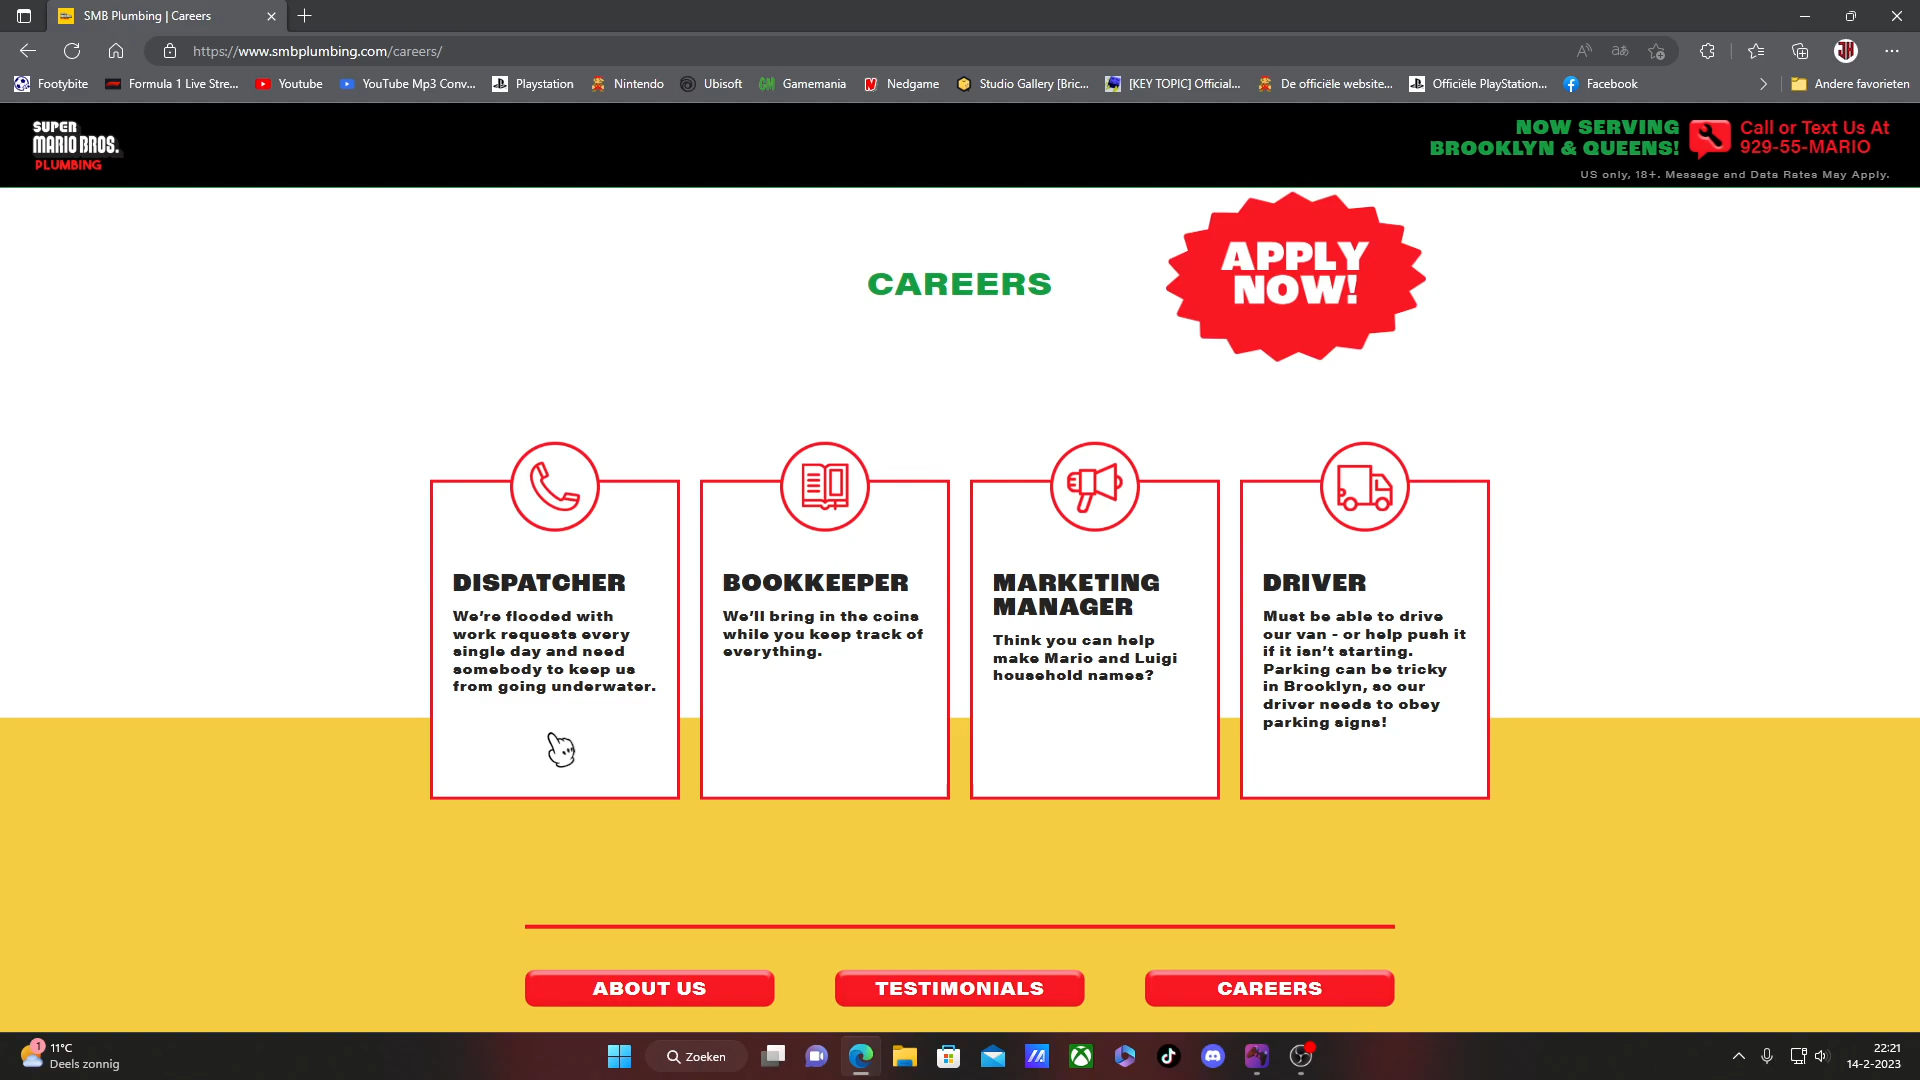 SMB Plumbing | Careers
https://www.smbplumbing.com/careers/
Footybite
Formula 1 Live Stre...
Youtube
YouTube Mp3 Conv...
Playstation
Nintendo
Ubisoft
Gamemania
Nedgame
Studio Gallery [Bric...
[KEY TOPIC] Official...
De officiële website...
Officiële PlayStation...
Facebook
Andere favorieten
SUPER
MARIO BROS.
PLUMBING
NOW SERVING
BROOKLYN & QUEENS!
Call or Text Us At
929-55-MARIO
US only, 18+. Message and Data Rates May Apply.
CAREERS
APPLY
NOW!
DISPATCHER
We're flooded with
work requests every
single day and need
somebody to keep us
from going underwater.
BOOKKEEPER
We'll bring in the coins
while you keep track of
everything.
MARKETING
MANAGER
Think you can help
make Mario and Luigi
household names?
DRIVER
Must be able to drive
our van - or help push it
if it isn't starting.
Parking can be tricky
in Brooklyn, so our
driver needs to obey
parking signs!
ABOUT US
TESTIMONIALS
CAREERS
1
11°C
Deels zonnig
Zoeken
22:21
14-2-2023